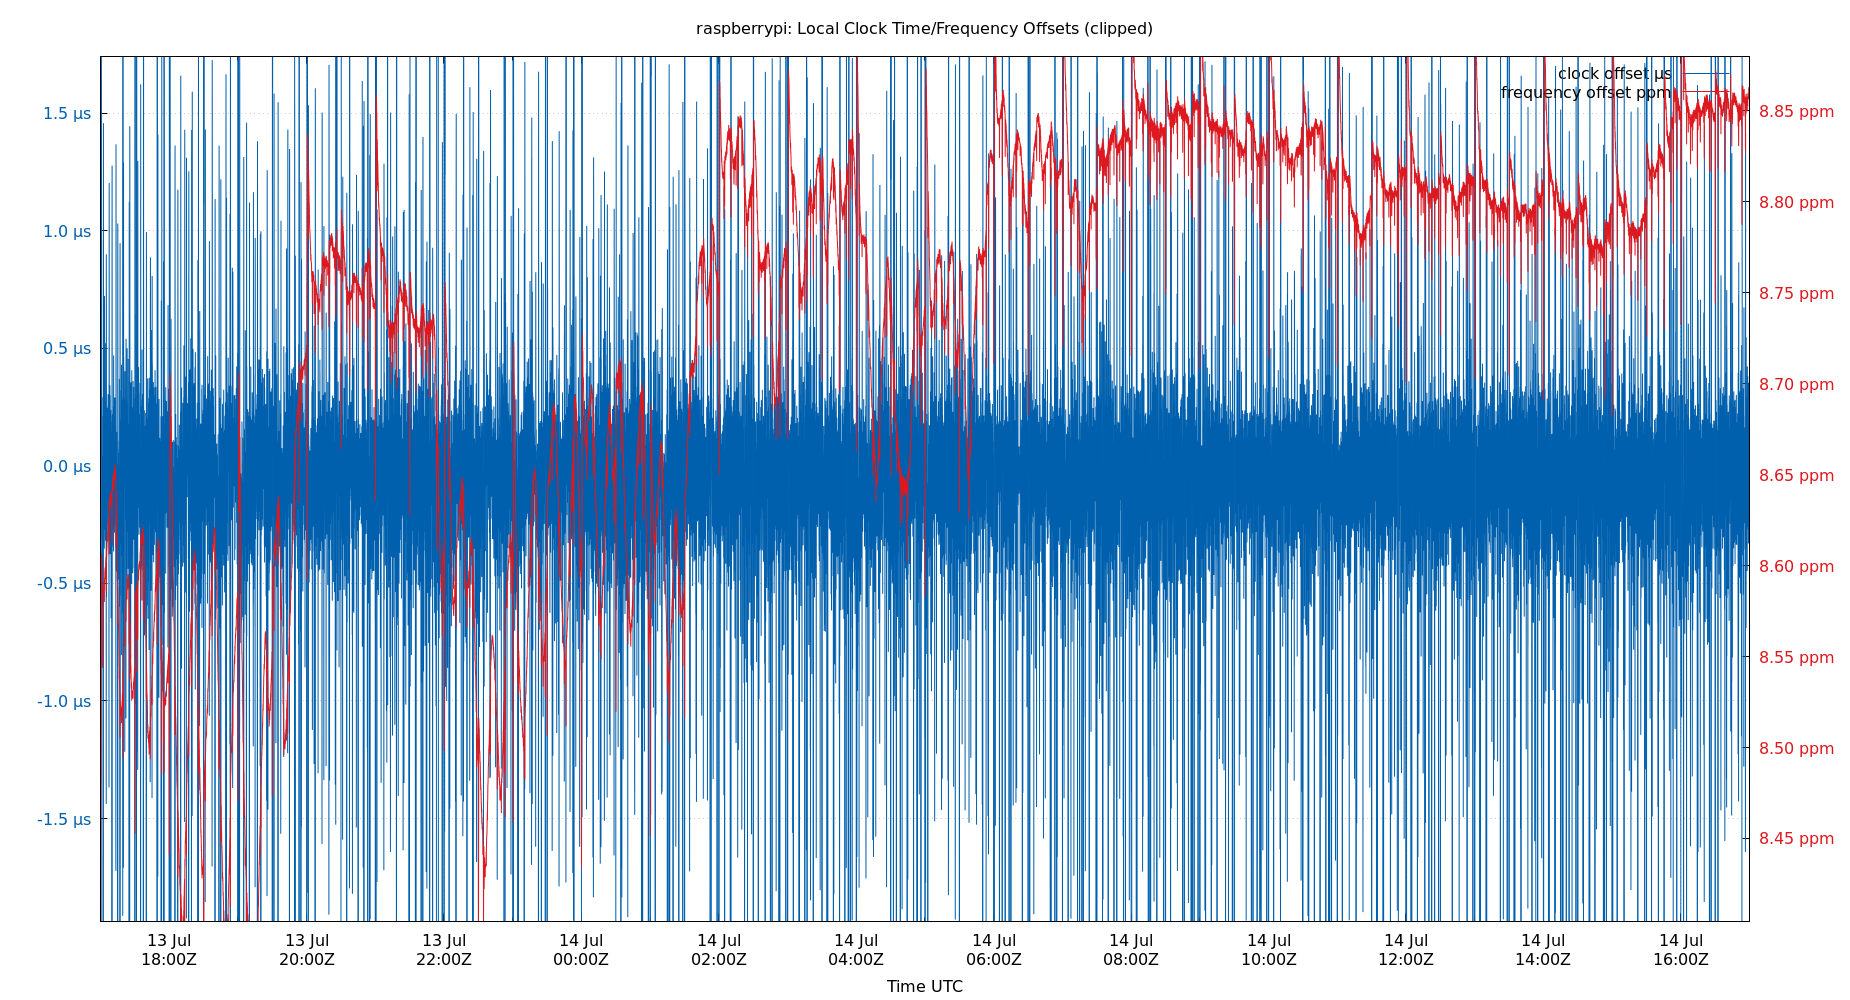 raspberrypi: Local Clock Time/Frequency Offsets (clipped)
clock offset µs
frequency offset ppm
1.5 µs
1.0 µs
0.5 µs
0.0 µs
-0.5 µs
-1.0 µs
-1.5 µs
8.85 ppm
8.80 ppm
8.75 ppm
8.70 ppm
8.65 ppm
8.60 ppm
8.55 ppm
8.50 ppm
8.45 ppm
13 Jul 13 Jul 13 Jul 14 Jul 14 Jul 14 Jul 14 Jul 14 Jul 14 Jul 14 Jul 14 Jul 14 Jul
18:00Z 20:00Z 22:00Z 00:00Z 02:00Z 04:00Z 06:00Z 08:00Z 10:00Z 12:00Z 14:00Z 16:00Z
Time UTC